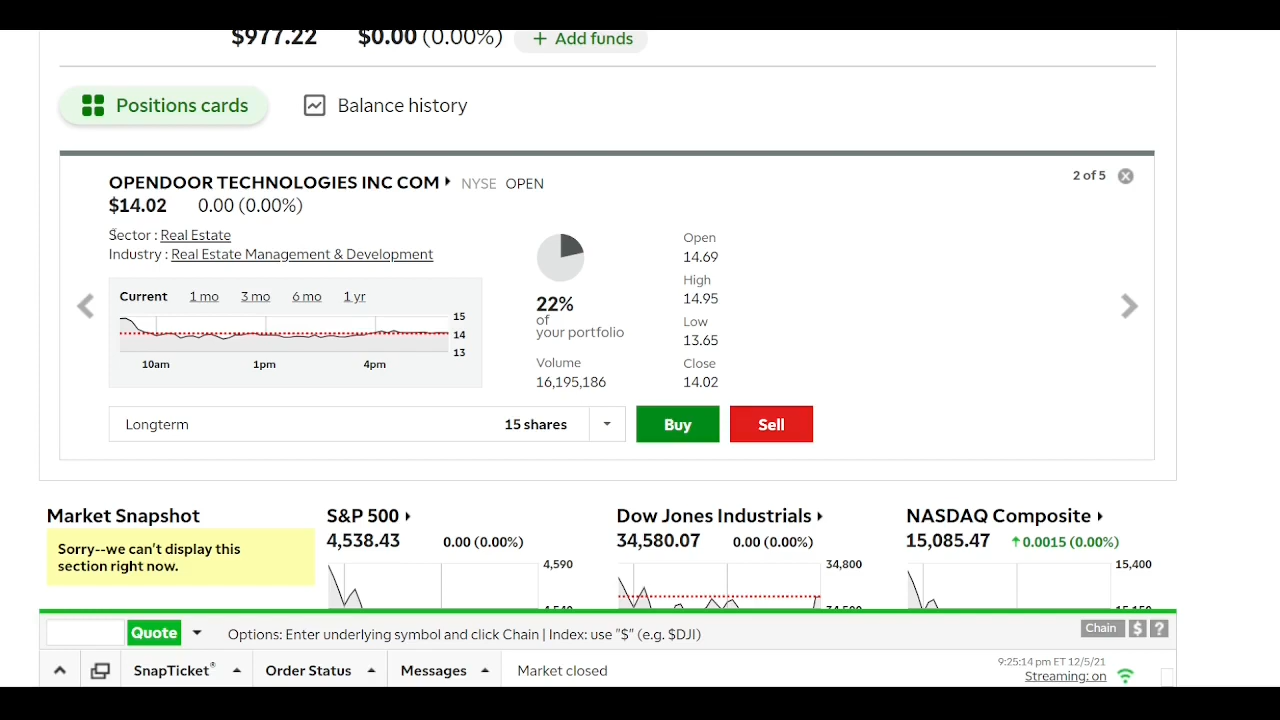 $977.22 $0.00 (0.00%) + Add funds
Positions cards Balance history
OPENDOOR TECHNOLOGIES INC COM NYSE OPEN
2 of 5
$14.02 0.00 (0.00%)
Sector : Real Estate
Industry : Real Estate Management & Development
Current 1 mo 3 mo 6 mo 1 yr
15
14
13
10am 1pm 4pm
22%
of
your portfolio
Volume
16,195,186
Open
14.69
High
14.95
Low
13.65
Close
14.02
Longterm 15 shares
Buy
Sell
Market Snapshot
Sorry--we can't display this
section right now.
S&P 500
4,538.43 0.00 (0.00%)
4,590
Dow Jones Industrials
34,580.07 0.00 (0.00%)
34,800
NASDAQ Composite
15,085.47 0.0015 (0.00%)
15,400
Quote Options: Enter underlying symbol and click Chain | Index: use "$" (e.g. $DJI)
Chain $ ?
SnapTicket® Order Status Messages Market closed
9:25:14 pm ET 12/5/21
Streaming: on